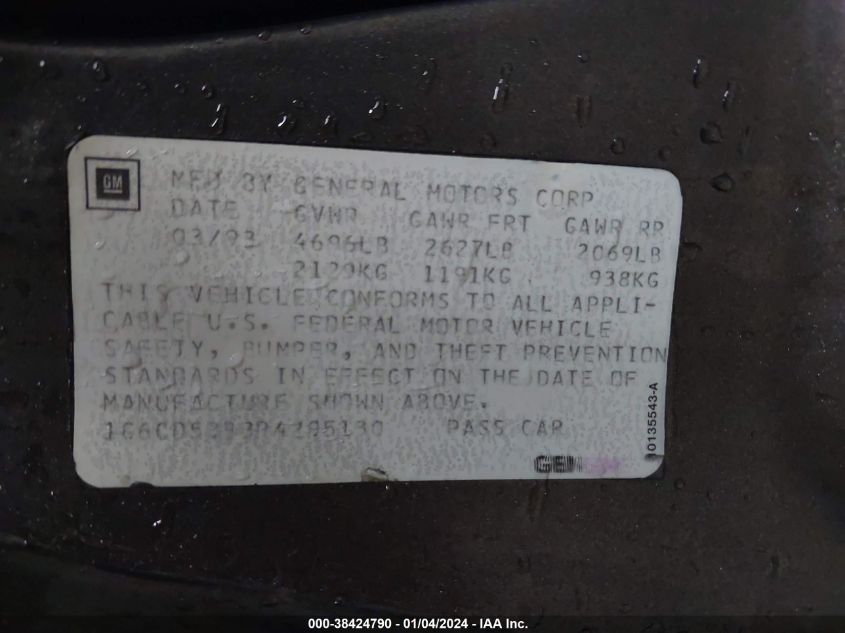 GM
MFD BY GENERAL MOTORS CORP
DATE GVWR GAWR FRT GAWR RR
03/93 4696LB 2627LB 2069LB
2129KG 1191KG 938KG
THIS VEHICLE CONFORMS TO ALL APPLI-
CABLE U.S. FEDERAL MOTOR VEHICLE
SAFETY, BUMPER, AND THEFT PREVENTION
STANDARDS IN EFFECT ON THE DATE OF
MANUFACTURE SHOWN ABOVE.
PASS CAR
10135543-A
000-38424790 - 01/04/2024 - IAA Inc.